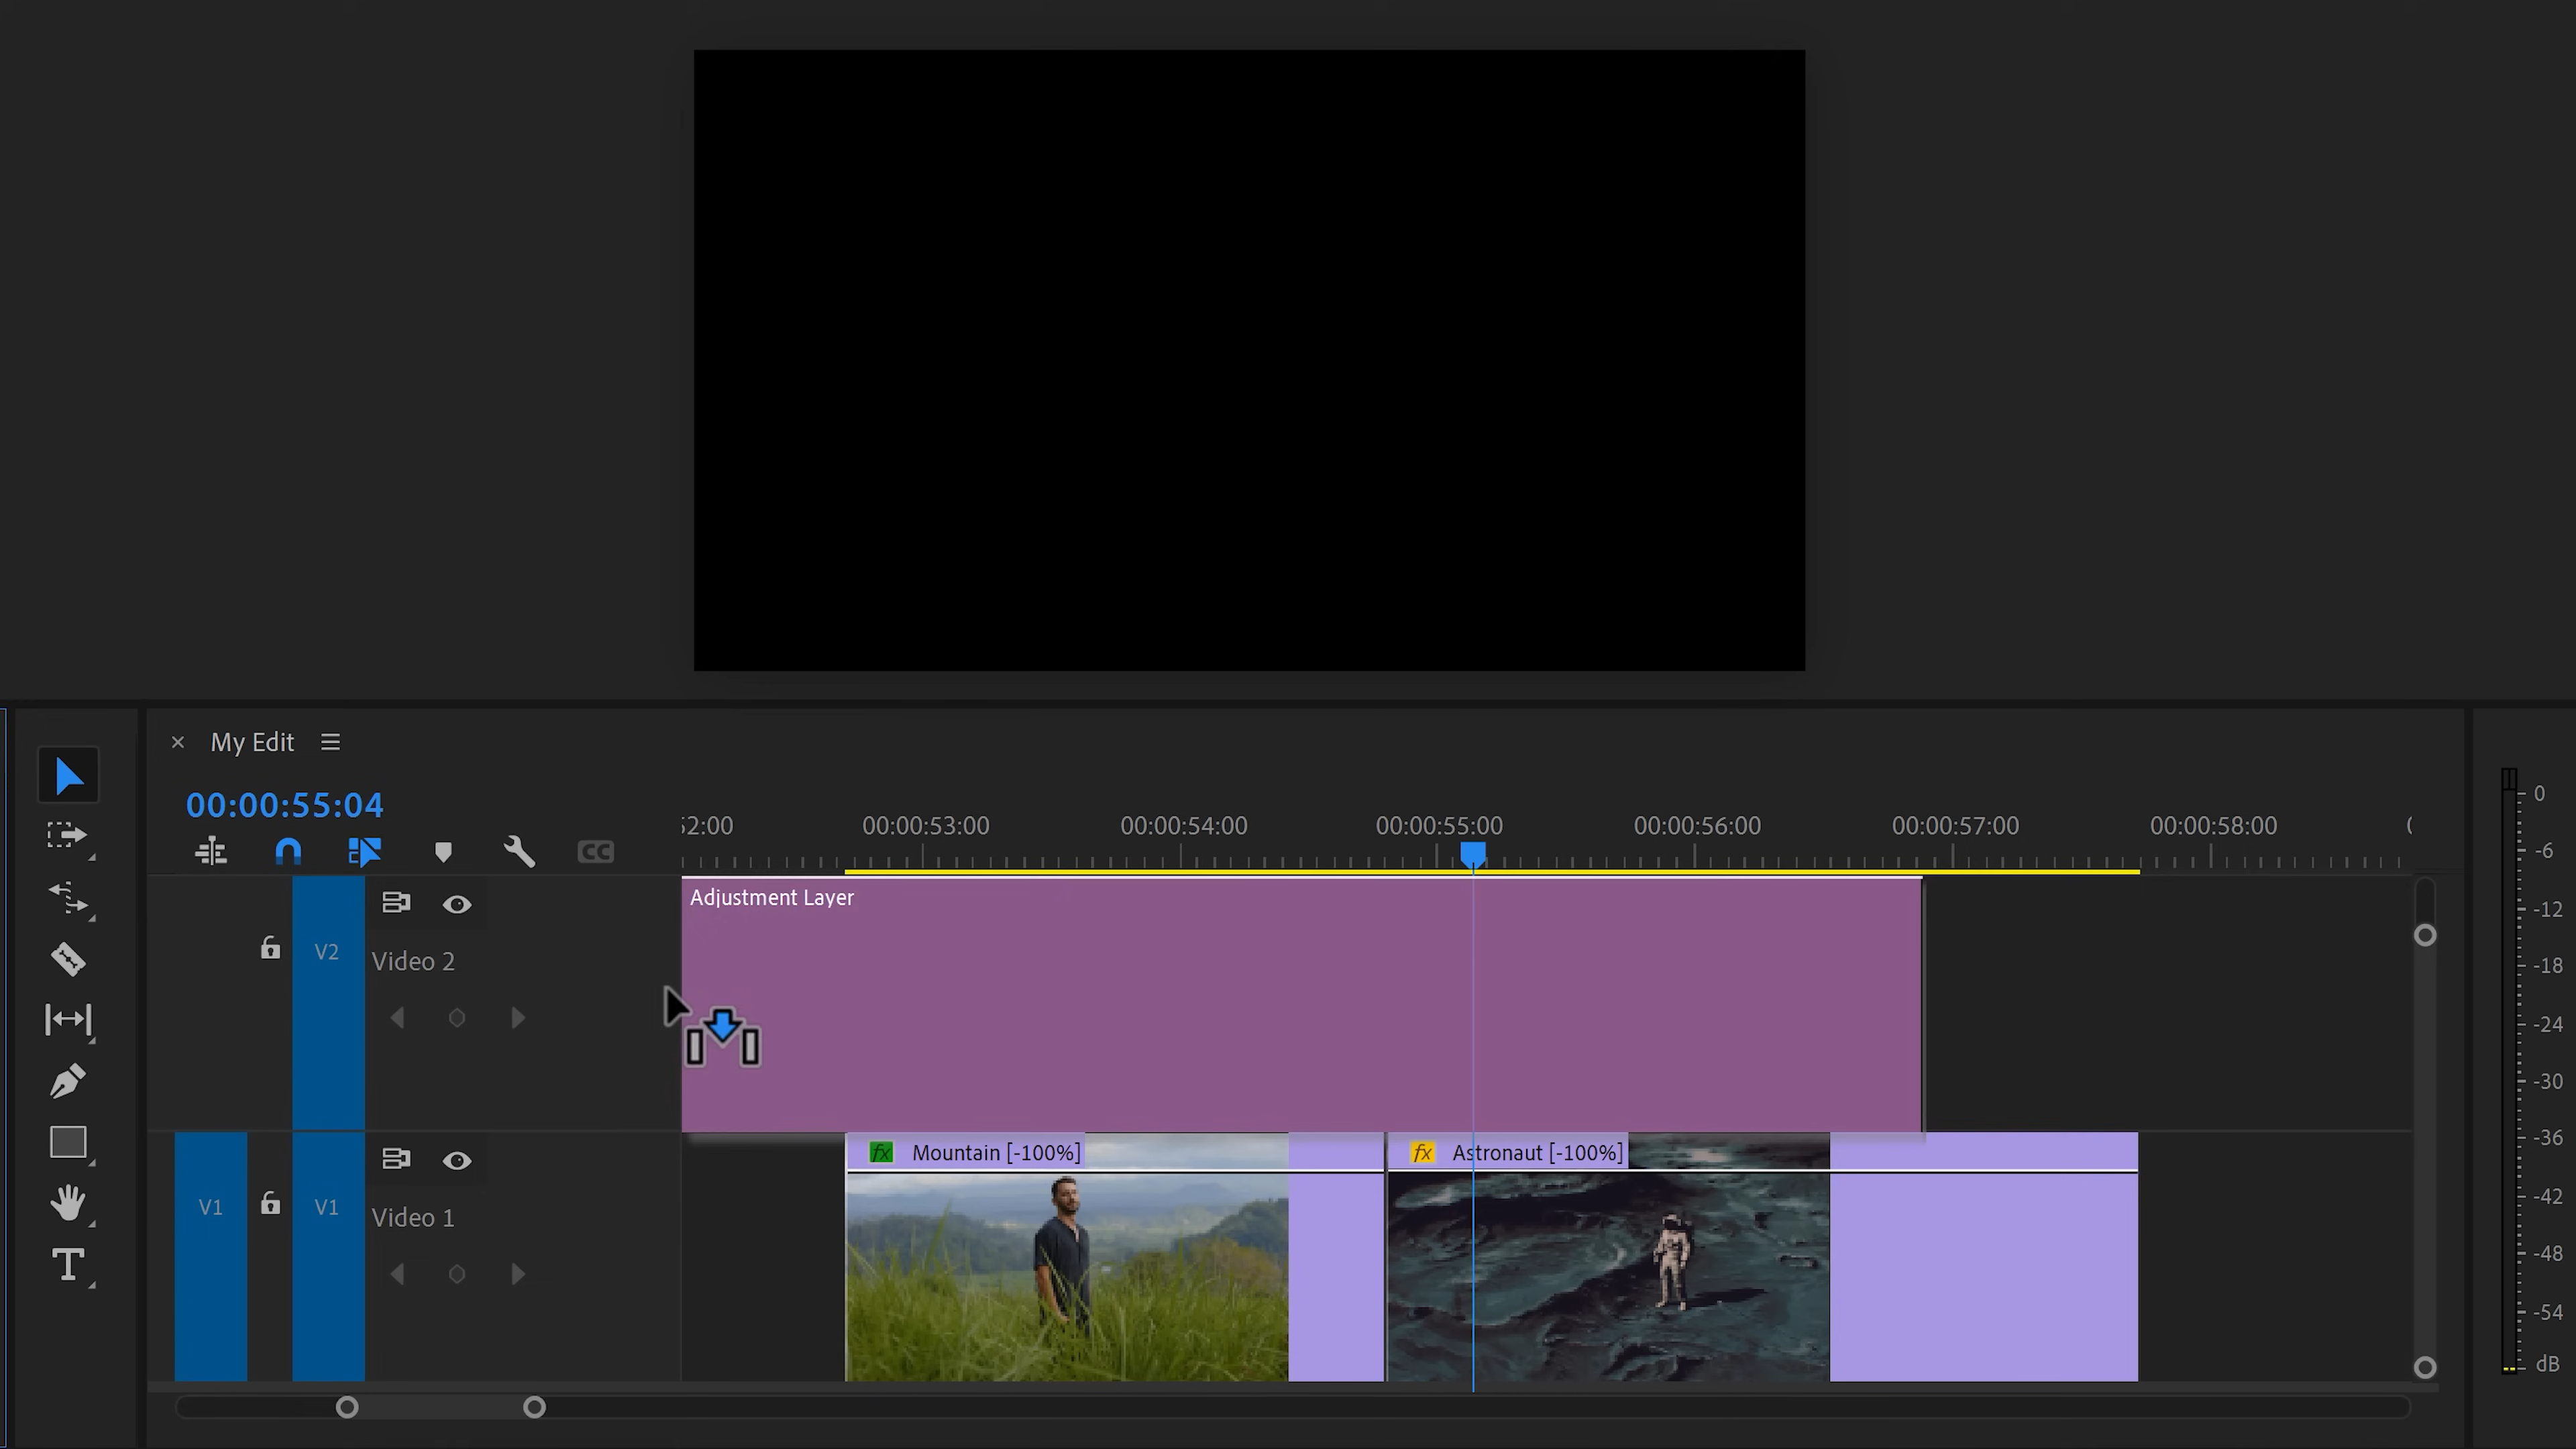 My Edit
00:00:55:04
52:00 00:00:53:00 00:00:54:00 00:00:55:00 00:00:56:00 00:00:57:00 00:00:58:00
CC
Adjustment Layer
V2
Video 2
fx Mountain [-100%]
fx Astronaut [-100%]
V1
V1
Video 1
T
0
-6
-12
-18
-24
-30
-36
-42
-48
-54
dB